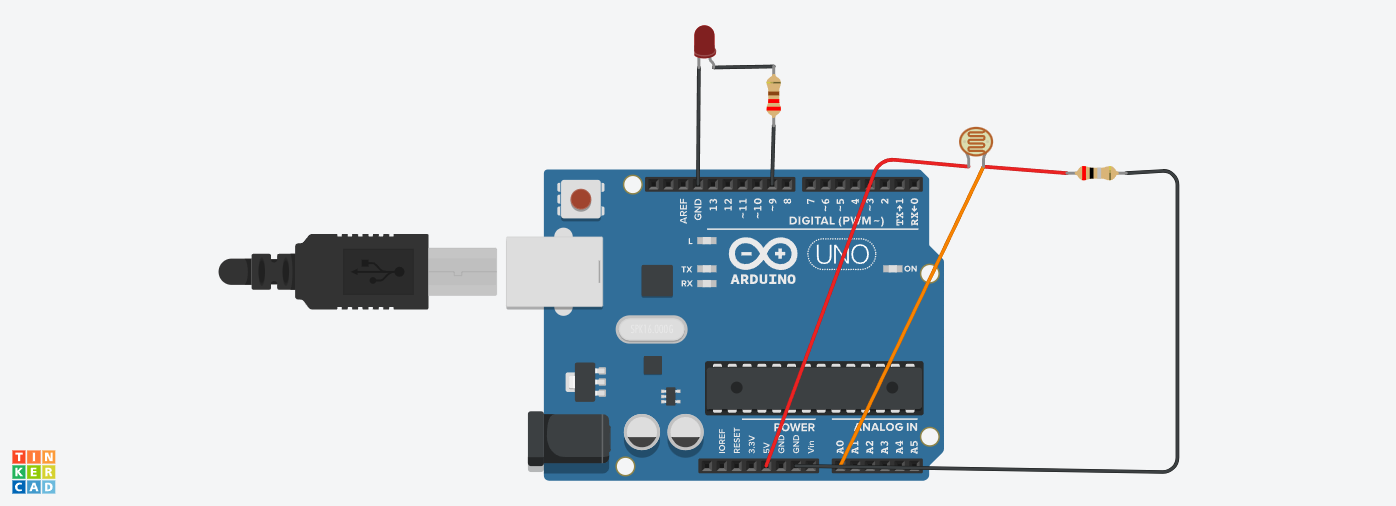 AREF
GND
13
12
~11
~10
~9
8
7
~6
~5
4
~3
2
TX→1
RX←0
DIGITAL (PWM ~)
L
TX
RX
ARDUINO
UNO
ON
POWER
ANALOG IN
IOREF
RESET
3.3V
5V
GND
GND
Vin
A0
A1
A2
A3
A4
A5
TIN
KER
CAD